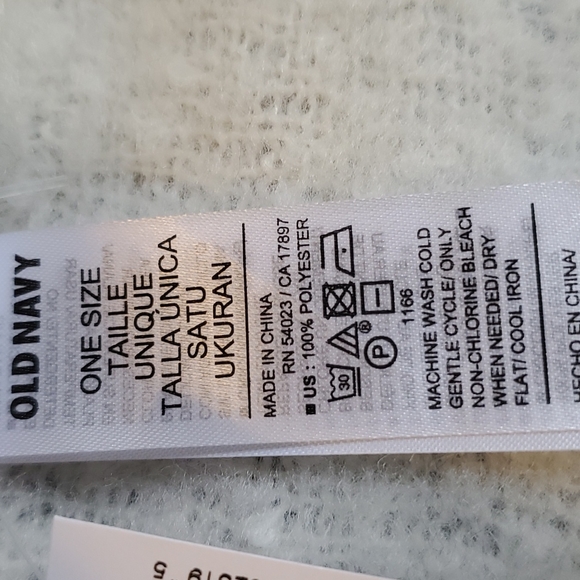 OLD NAVY
ONE SIZE
TAILLE
UNIQUE
TALLA ÚNICA
SATU
UKURAN
MADE IN CHINA
RN 54023 / CA 17897
■ US : 100% POLYESTER
30
P ®
1166
MACHINE WASH COLD
GENTLE CYCLE/ ONLY
NON-CHLORINE BLEACH
WHEN NEEDED/ DRY
FLAT/ COOL IRON
HECHO EN CHINA/